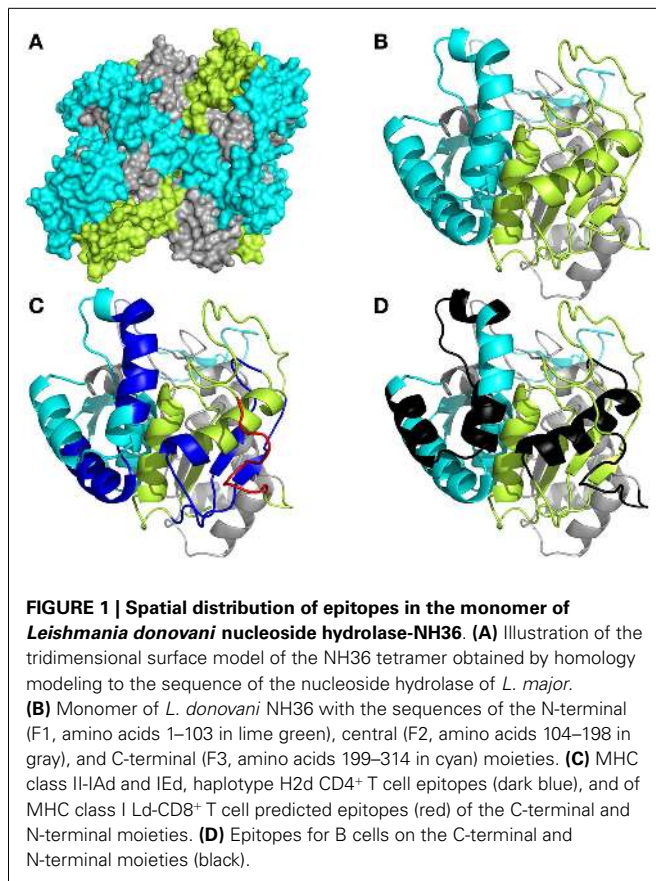 A
B
C
D
FIGURE 1 | Spatial distribution of epitopes in the monomer of
Leishmania donovani nucleoside hydrolase-NH36. (A) Illustration of the
tridimensional surface model of the NH36 tetramer obtained by homology
modeling to the sequence of the nucleoside hydrolase of L. major.
(B) Monomer of L. donovani NH36 with the sequences of the N-terminal
(F1, amino acids 1–103 in lime green), central (F2, amino acids 104–198 in
gray), and C-terminal (F3, amino acids 199–314 in cyan) moieties. (C) MHC
class II-IAd and IEd, haplotype H2d CD4⁺ T cell epitopes (dark blue), and of
MHC class I Ld-CD8⁺ T cell predicted epitopes (red) of the C-terminal and
N-terminal moieties. (D) Epitopes for B cells on the C-terminal and
N-terminal moieties (black).